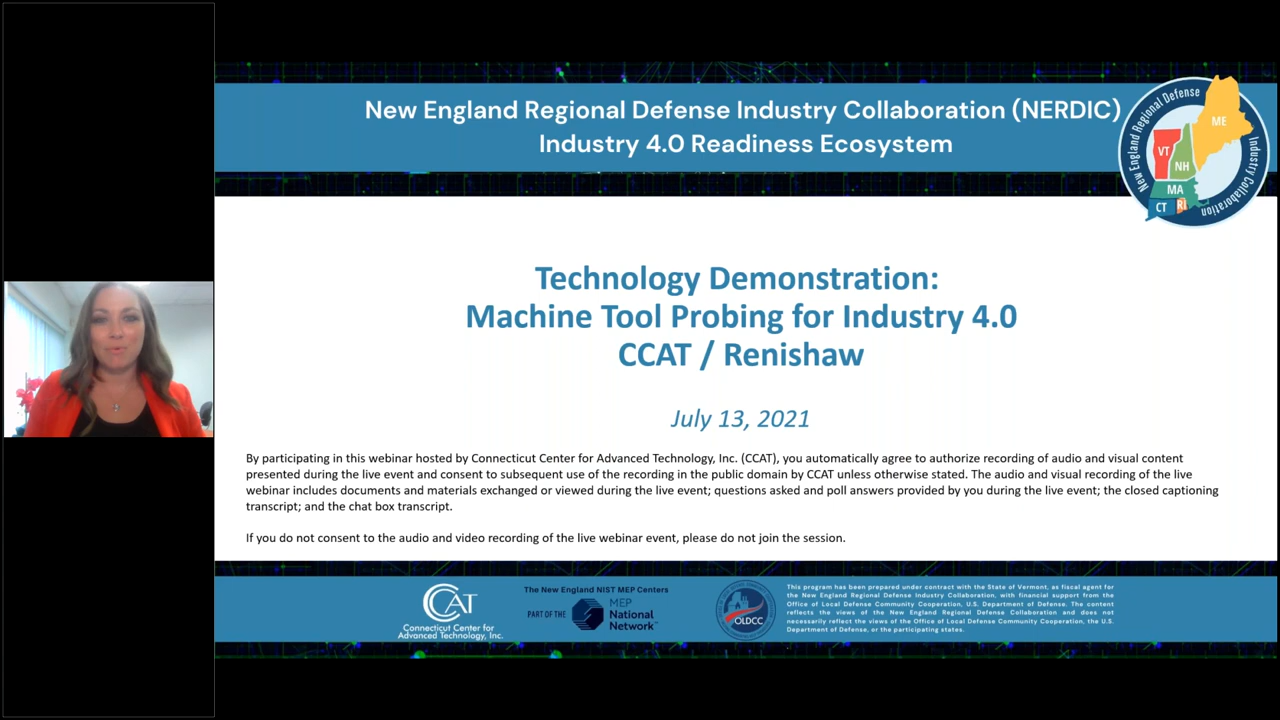 New England Regional Defense Industry Collaboration (NERDIC)
Industry 4.0 Readiness Ecosystem
New England Regional Defense
Industry Collaboration
ME
VT
NH
MA
CT
RI
Technology Demonstration:
Machine Tool Probing for Industry 4.0
CCAT / Renishaw
July 13, 2021
By participating in this webinar hosted by Connecticut Center for Advanced Technology, Inc. (CCAT), you automatically agree to authorize recording of audio and visual content
presented during the live event and consent to subsequent use of the recording in the public domain by CCAT unless otherwise stated. The audio and visual recording of the live
webinar includes documents and materials exchanged or viewed during the live event; questions asked and poll answers provided by you during the live event; the closed captioning
transcript; and the chat box transcript.
If you do not consent to the audio and video recording of the live webinar event, please do not join the session.
CCAT
Connecticut Center for
Advanced Technology, Inc.
The New England NIST MEP Centers
PART OF THE
MEP
National
Network™
OLDCC
This program has been prepared under contract with the State of Vermont, as fiscal agent for
the New England Regional Defense Industry Collaboration, with financial support from the
Office of Local Defense Community Cooperation, U.S. Department of Defense. The content
reflects the views of the New England Regional Defense Collaboration and does not
necessarily reflect the views of the Office of Local Defense Community Cooperation, the U.S.
Department of Defense, or the participating states.